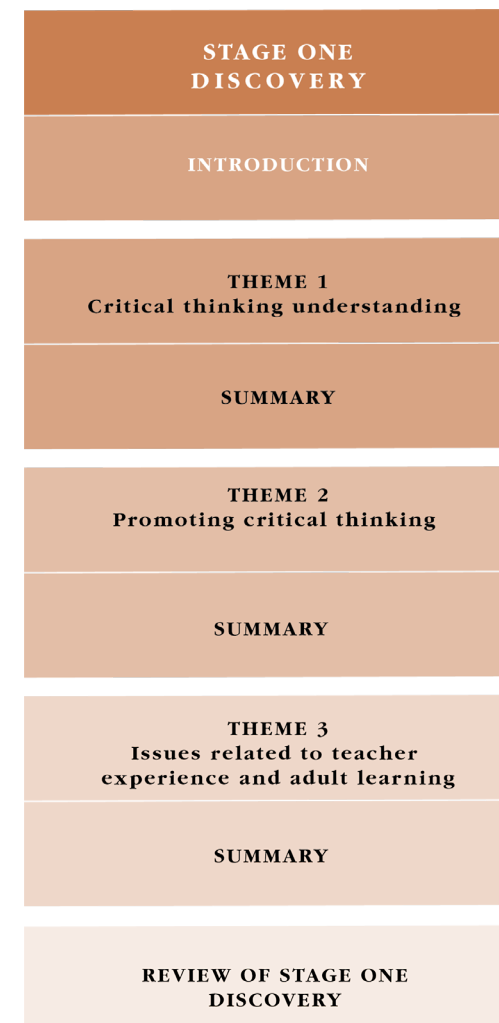 STAGE ONE
DISCOVERY
INTRODUCTION
THEME 1
Critical thinking understanding
SUMMARY
THEME 2
Promoting critical thinking
SUMMARY
THEME 3
Issues related to teacher
experience and adult learning
SUMMARY
REVIEW OF STAGE ONE
DISCOVERY